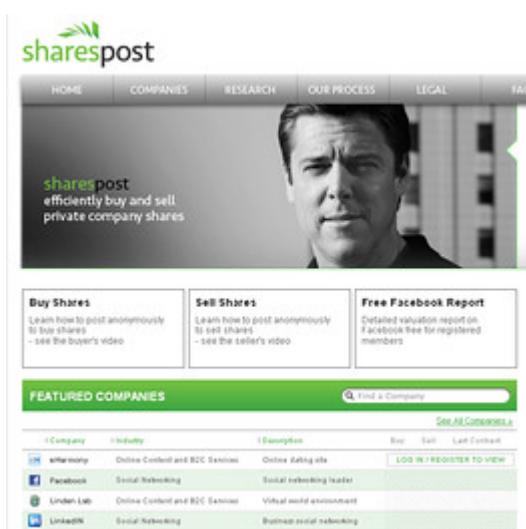 sharespost
HOME COMPANIES RESEARCH OUR PROCESS LEGAL FA
sharespost
efficiently buy and sell
private company shares
Buy Shares
Learn how to post anonymously
to buy shares
- see the buyer's video
Sell Shares
Learn how to post anonymously
to sell shares
- see the seller's video
Free Facebook Report
Detailed valuation report on
Facebook free for registered
members
FEATURED COMPANIES Find a Company
See All Companies »
Company Industry Description Buy Sell Last Contract
eHarmony Online Content and B2C Services Online dating site LOG IN / REGISTER TO VIEW
Facebook Social Networking Social networking leader
Linden Lab Online Content and B2C Services Virtual world environment
LinkedIN Social Networking Business social networking